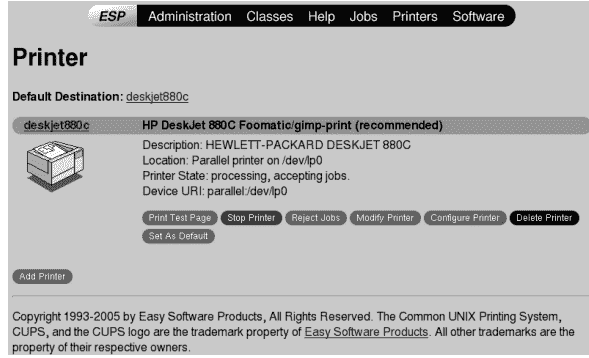 ESP Administration Classes Help Jobs Printers Software
Printer
Default Destination: deskjet880c
deskjet880c HP DeskJet 880C Foomatic/gimp-print (recommended)
Description: HEWLETT-PACKARD DESKJET 880C
Location: Parallel printer on /dev/lp0
Printer State: processing, accepting jobs.
Device URI: parallel:/dev/lp0
Print Test Page Stop Printer Reject Jobs Modify Printer Configure Printer Delete Printer
Set As Default
Add Printer
Copyright 1993-2005 by Easy Software Products, All Rights Reserved. The Common UNIX Printing System,
CUPS, and the CUPS logo are the trademark property of Easy Software Products. All other trademarks are the
property of their respective owners.